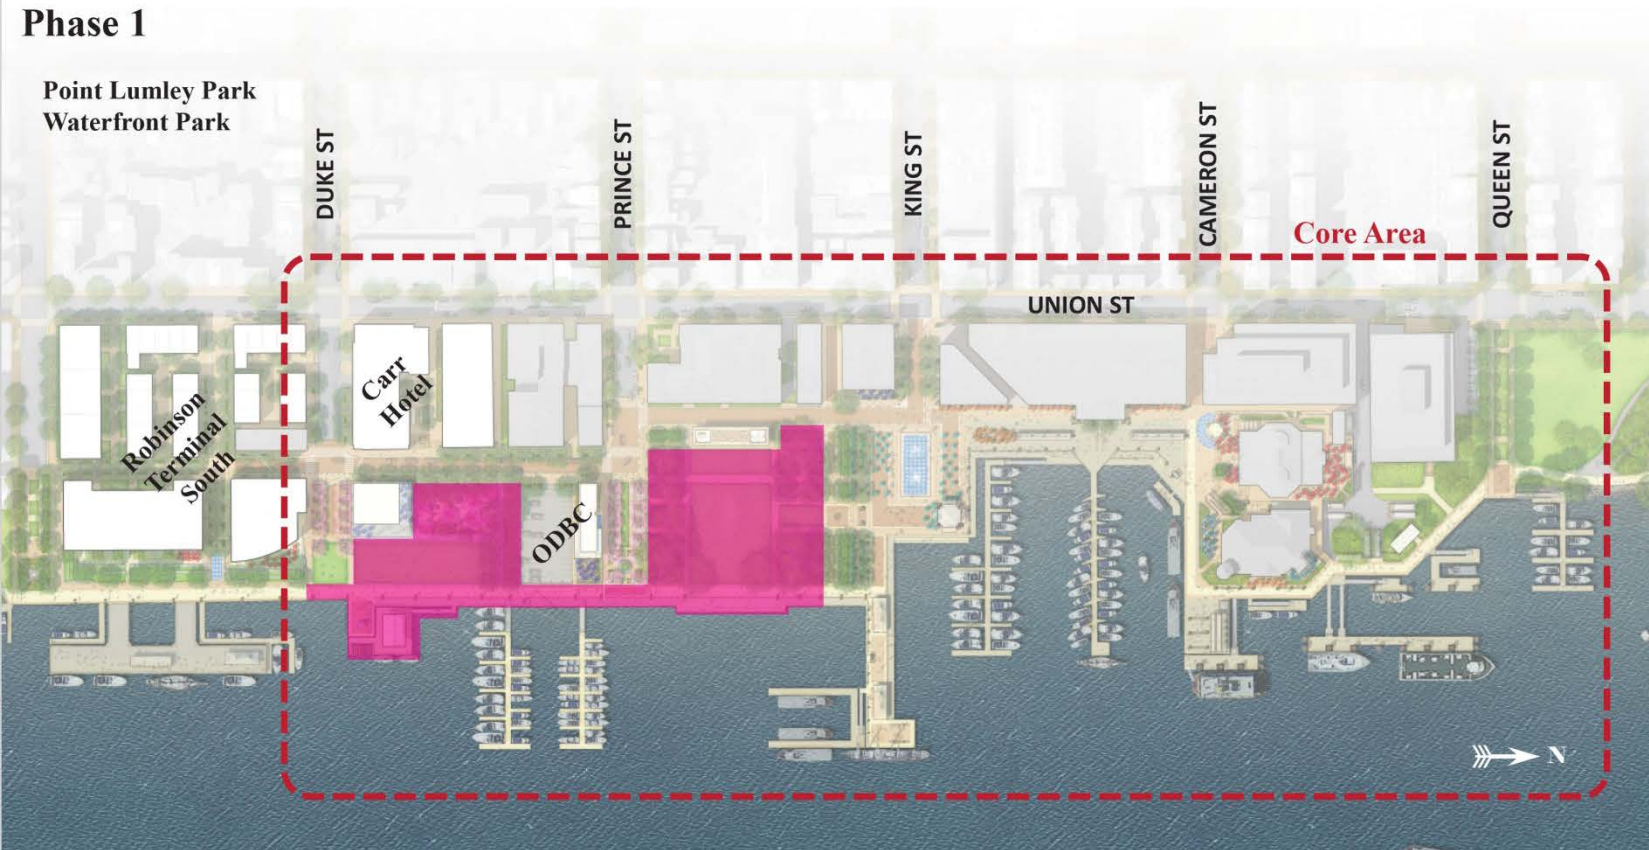 Phase 1
Point Lumley Park
Waterfront Park
DUKE ST
PRINCE ST
KING ST
CAMERON ST
QUEEN ST
Core Area
UNION ST
Carr
Hotel
Robinson
Terminal
South
ODBC
N